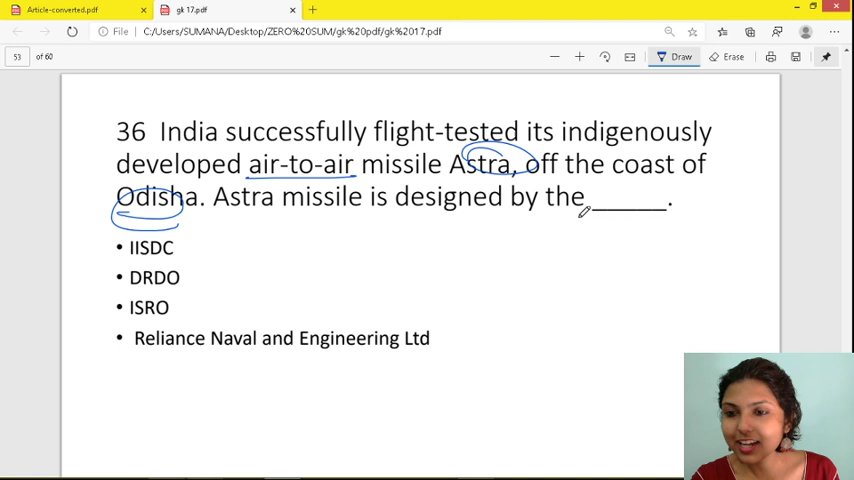 Article-converted.pdf
gk 17.pdf
File
C:/Users/SUMANA/Desktop/ZERO%20SUM/gk%20pdf/gk%2017.pdf
53 of 60
Draw
Erase
36 India successfully flight-tested its indigenously
developed air-to-air missile Astra, off the coast of
Odisha. Astra missile is designed by the ______.
• IISDC
• DRDO
• ISRO
• Reliance Naval and Engineering Ltd